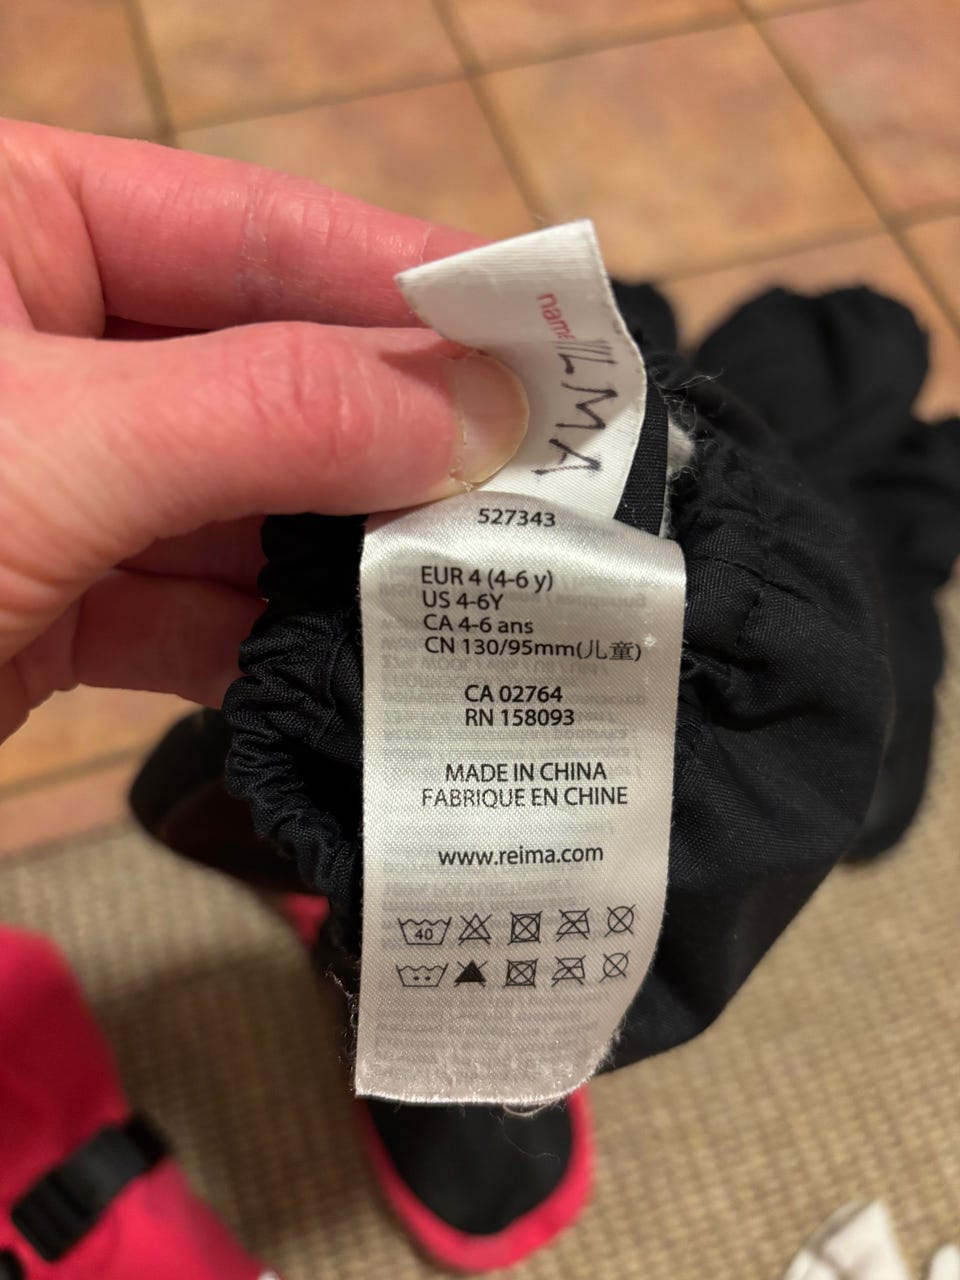 name
527343
EUR 4 (4-6 y)
US 4-6Y
CA 4-6 ans
CN 130/95mm(儿童)
CA 02764
RN 158093
MADE IN CHINA
FABRIQUE EN CHINE
www.reima.com
40